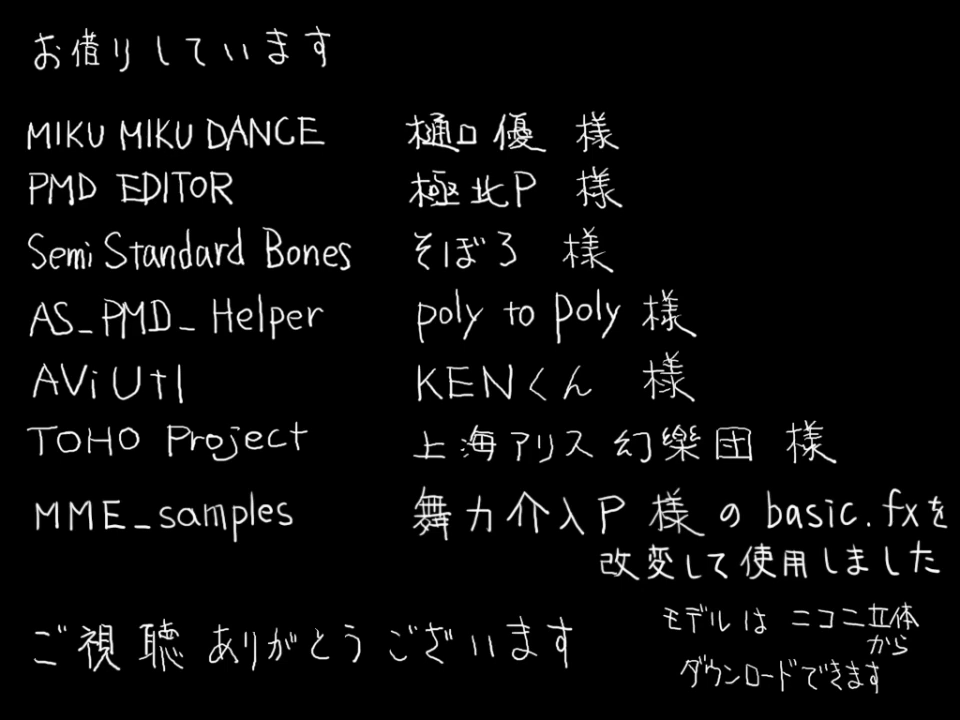 お借りしています
MIKU MIKU DANCE 樋口優 様
PMD EDITOR 極北P 様
Semi Standard Bones そぼろ 様
AS_PMD_Helper poly to poly 様
AViUtl KENくん 様
TOHO Project 上海アリス幻樂団 様
MME_samples 舞力介入P 様の basic.fxを
改変して使用しました
モデルは ニコニ立体
から
ダウンロードできます
ご視聴ありがとうございます